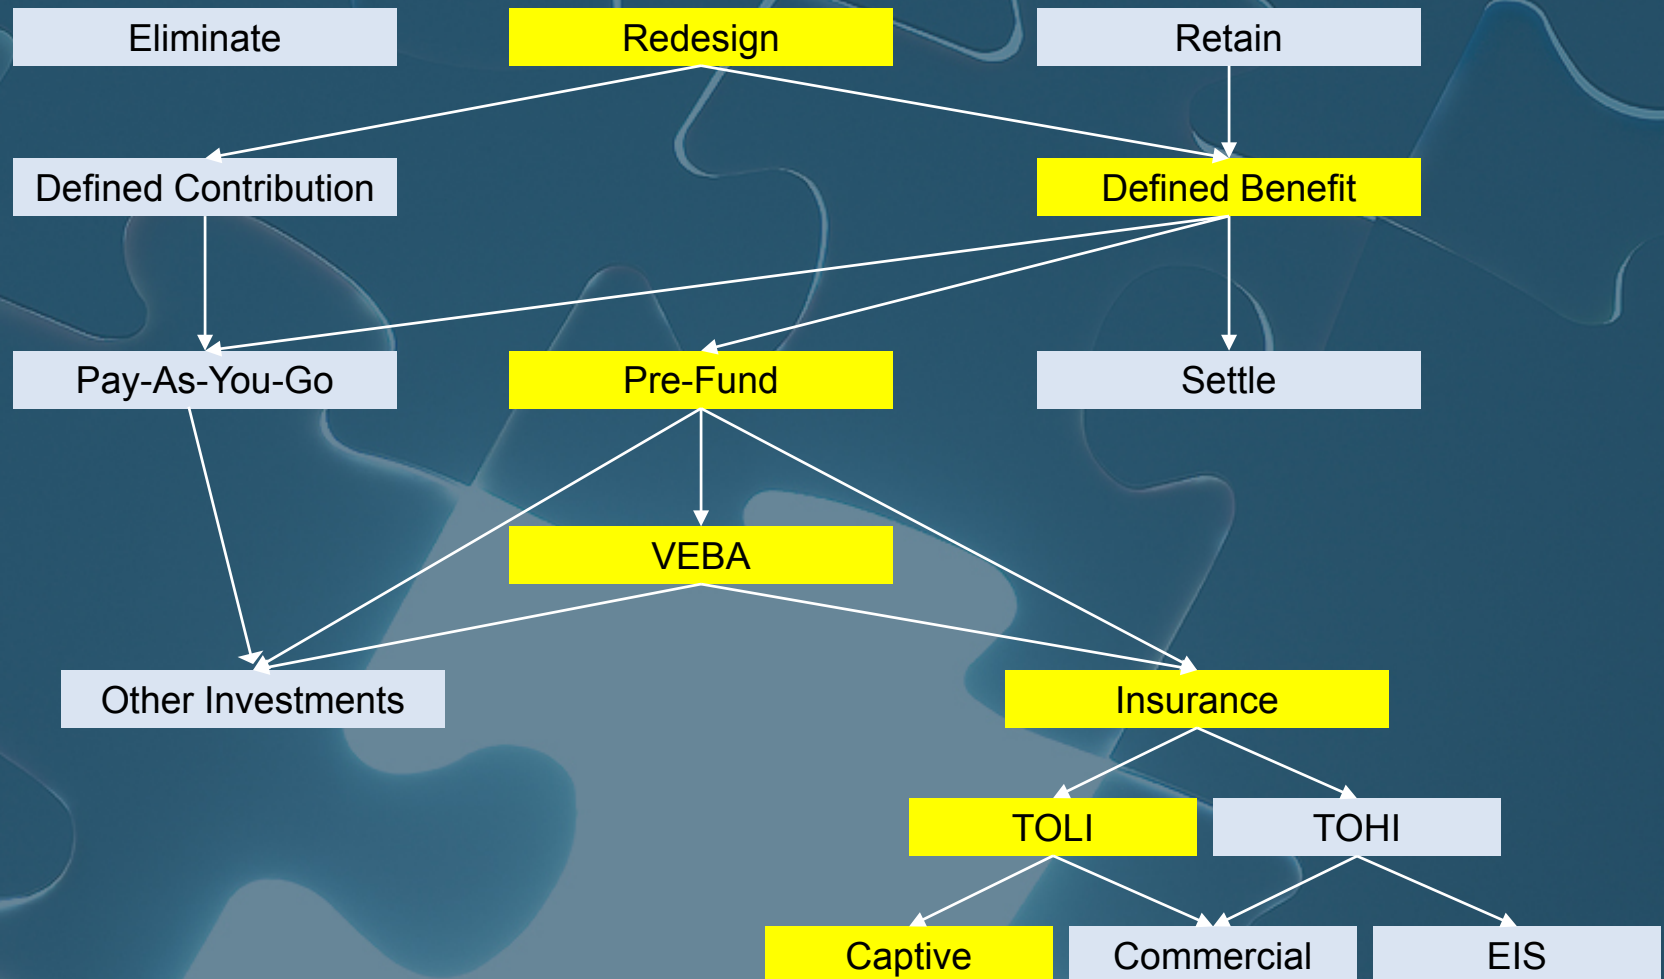 Eliminate
Redesign
Retain
Defined Contribution
Defined Benefit
Pay-As-You-Go
Pre-Fund
Settle
VEBA
Other Investments
Insurance
TOLI
TOHI
Captive
Commercial
EIS